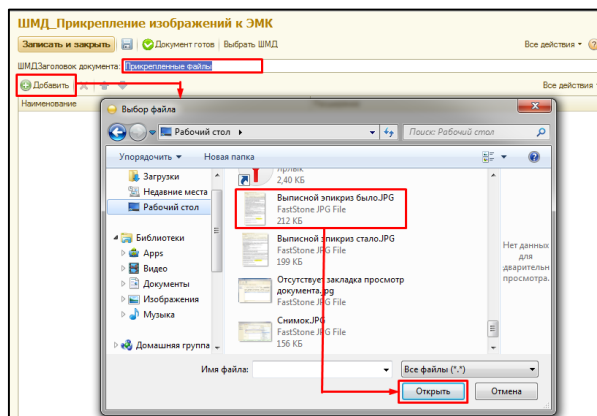 ШМД_Прикрепление изображений к ЭМК
Записать и закрыть Документ готов Выбрать ШМД Все действия
ШМДЗаголовок документа: Прикрепленные файлы
Добавить Все действия
Наименование
Выбор файла
Рабочий стол Поиск: Рабочий стол
Упорядочить Новая папка
Загрузки
Недавние места
Рабочий стол
Библиотеки
Apps
Видео
Документы
Изображения
Музыка
Домашняя группа
Ярлык
2,40 КБ
Выписной эпикриз было.JPG
FastStone JPG File
212 КБ
Выписной эпикриз стало.JPG
FastStone JPG File
199 КБ
Отсутствует закладка просмотр
документа.jpg
FastStone JPG File
Снимок.JPG
FastStone JPG File
156 КБ
Нет данных
для
дварительн
просмотра.
Имя файла: Все файлы (*.*)
Открыть Отмена